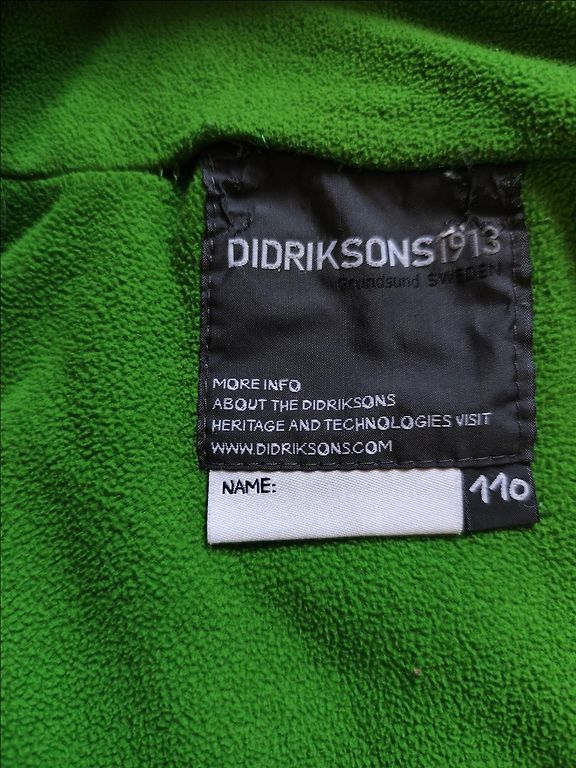 DIDRIKSONS1913
Grundsund SWEDEN
MORE INFO
ABOUT THE DIDRIKSONS
HERITAGE AND TECHNOLOGIES VISIT
WWW.DIDRIKSONS.COM
NAME:
110